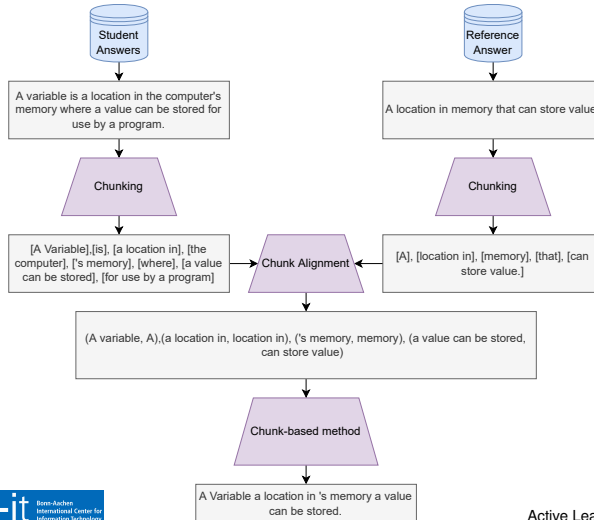 Student
Answers
Reference
Answer
A variable is a location in the computer's
memory where a value can be stored for
use by a program.
A location in memory that can store value
Chunking
Chunking
[A Variable],[is], [a location in], [the
computer], ['s memory], [where], [a value
can be stored], [for use by a program]
Chunk Alignment
[A], [location in], [memory], [that], [can
store value.]
(A variable, A),(a location in, location in), ('s memory, memory), (a value can be stored,
can store value)
Chunk-based method
A Variable a location in 's memory a value
can be stored.
-it
Bonn-Aachen
International Center for
Information Technology
Active Lea